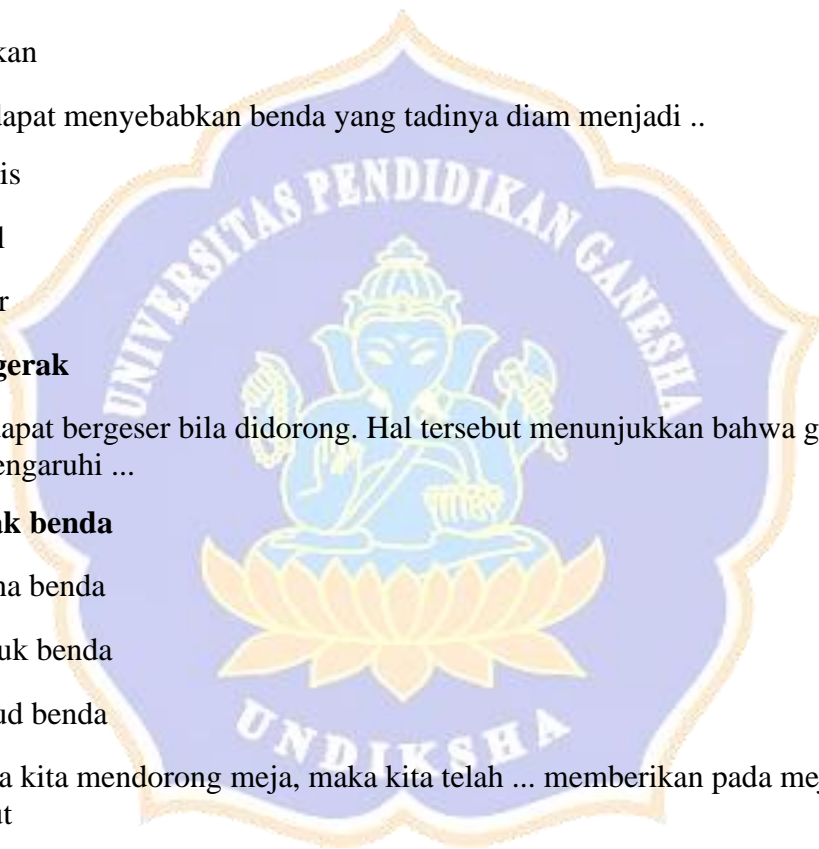 kan
dapat menyebabkan benda yang tadinya diam menjadi ..
is
l
r
gerak
dapat bergeser bila didorong. Hal tersebut menunjukkan bahwa g
engaruhi ...
ak benda
na benda
uk benda
ud benda
a kita mendorong meja, maka kita telah ... memberikan pada mej
ut
UNIVERSITAS PENDIDIKAN GANESHA
UNDIKSHA